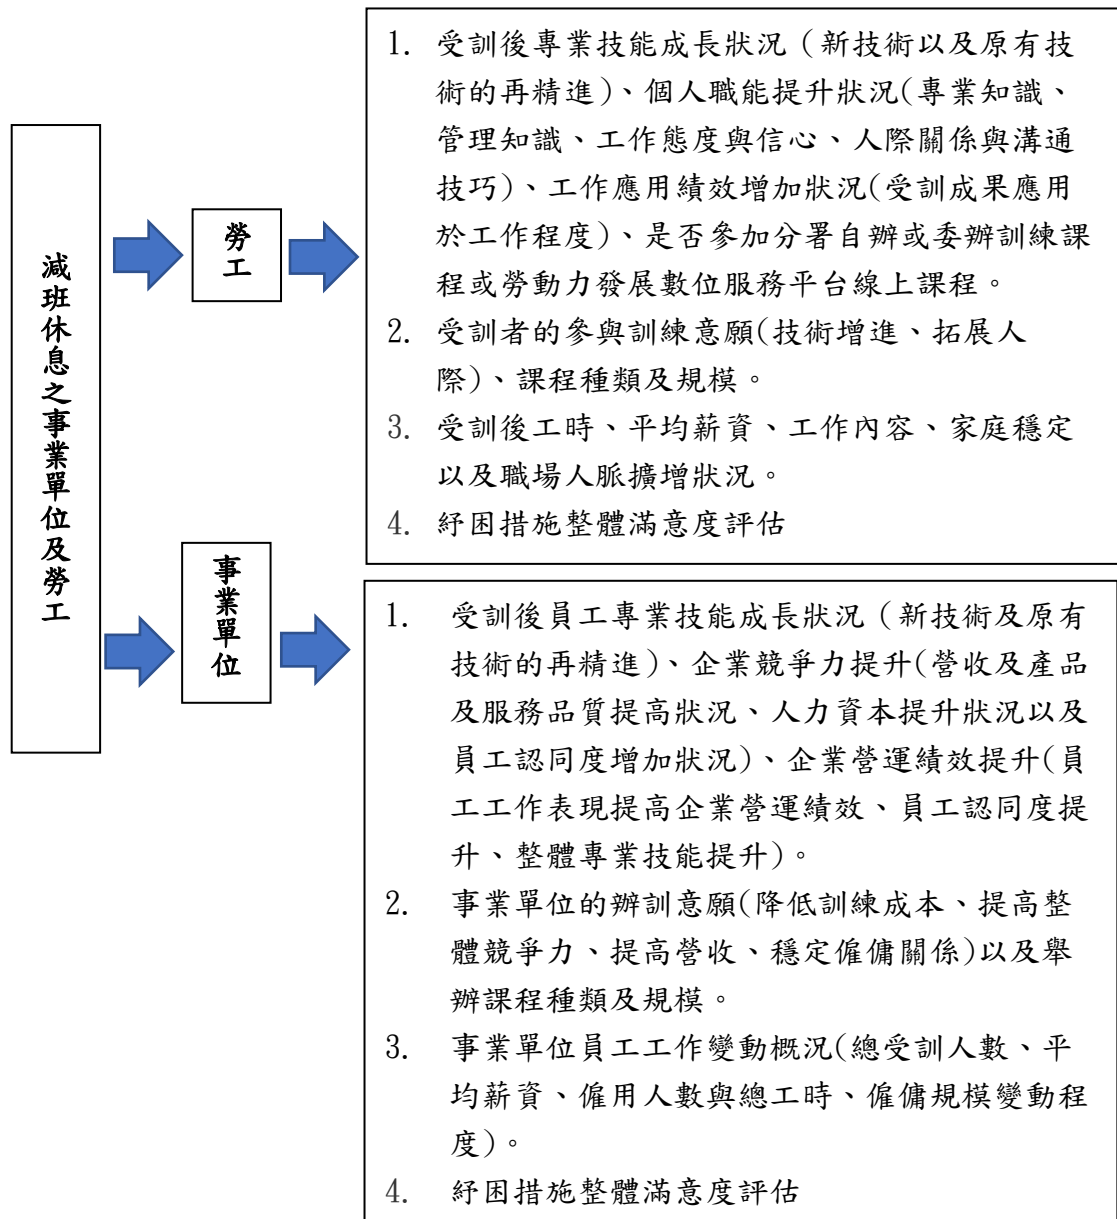 減班休息之事業單位及勞工
勞工
1. 受訓後專業技能成長狀況（新技術以及原有技
術的再精進)、個人職能提升狀況(專業知識、
管理知識、工作態度與信心、人際關係與溝通
技巧)、工作應用績效增加狀況(受訓成果應用
於工作程度)、是否參加分署自辦或委辦訓練課
程或勞動力發展數位服務平台線上課程。
2. 受訓者的參與訓練意願(技術增進、拓展人
際)、課程種類及規模。
3. 受訓後工時、平均薪資、工作內容、家庭穩定
以及職場人脈擴增狀況。
4. 紓困措施整體滿意度評估
事業單位
1. 受訓後員工專業技能成長狀況（新技術及原有
技術的再精進)、企業競爭力提升(營收及產品
及服務品質提高狀況、人力資本提升狀況以及
員工認同度增加狀況)、企業營運績效提升(員
工工作表現提高企業營運績效、員工認同度提
升、整體專業技能提升)。
2. 事業單位的辦訓意願(降低訓練成本、提高整
體競爭力、提高營收、穩定僱傭關係)以及舉
辦課程種類及規模。
3. 事業單位員工工作變動概況(總受訓人數、平
均薪資、僱用人數與總工時、僱傭規模變動程
度)。
4. 紓困措施整體滿意度評估